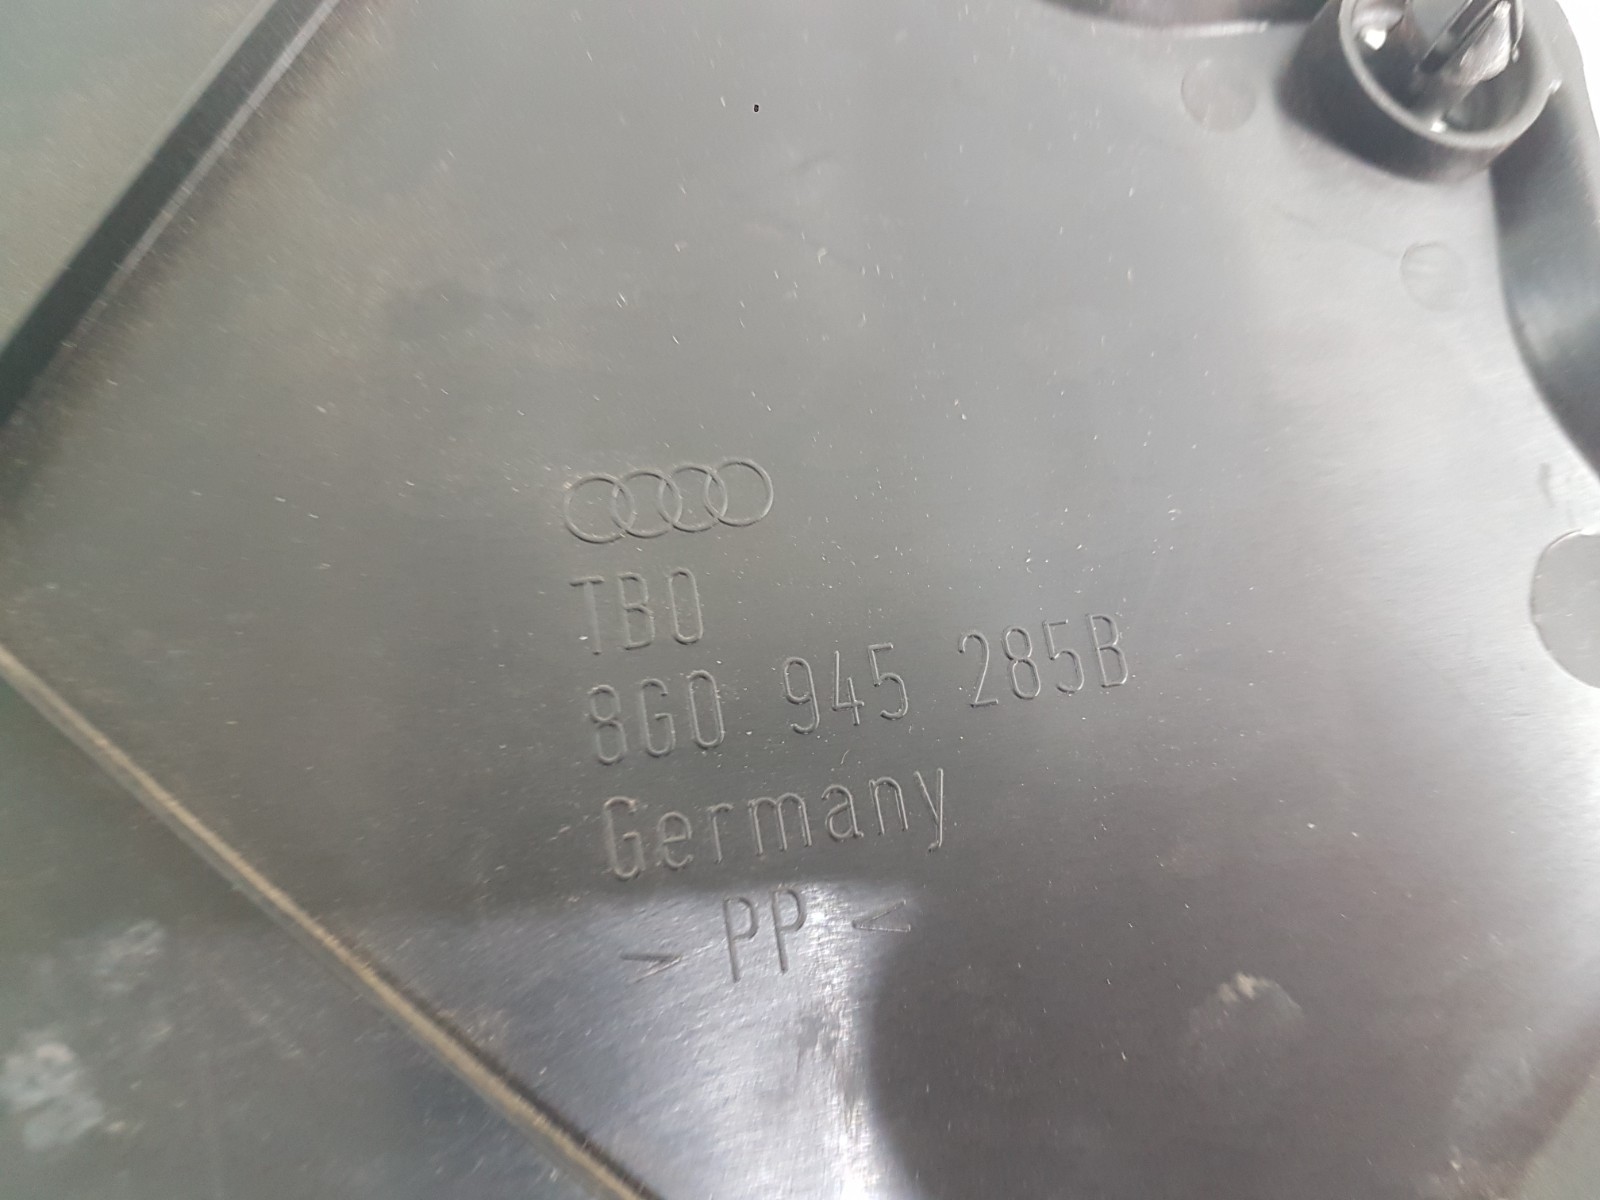 TBO
8G0 945 285B
Germany
> PP <